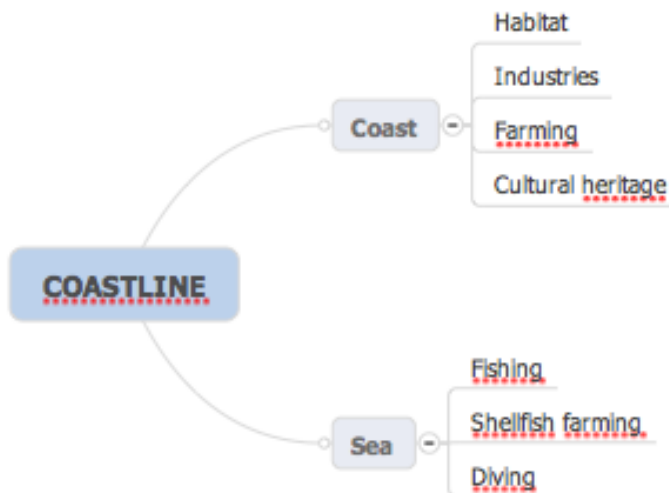 Habitat
Industries
Coast
Farming
Cultural heritage
COASTLINE
Fishing
Shellfish farming
Sea
Diving